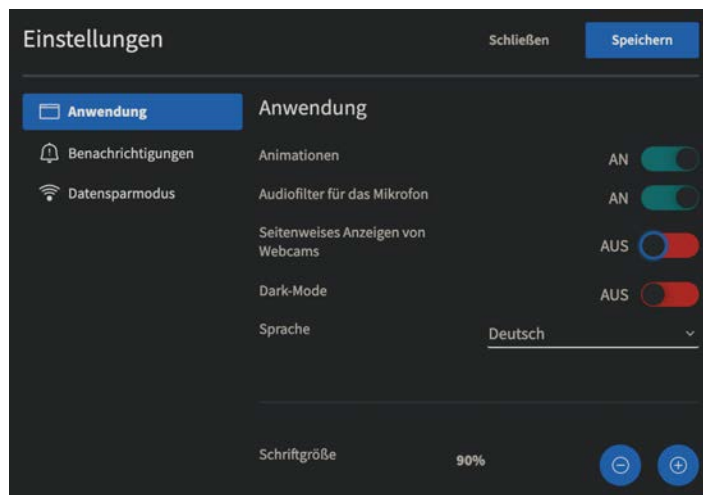 Einstellungen
Schließen
Speichern
Anwendung
Benachrichtigungen
Datensparmodus
Anwendung
Animationen AN
Audiofilter für das Mikrofon AN
Seitenweises Anzeigen von
Webcams AUS
Dark-Mode AUS
Sprache Deutsch
Schriftgröße 90%